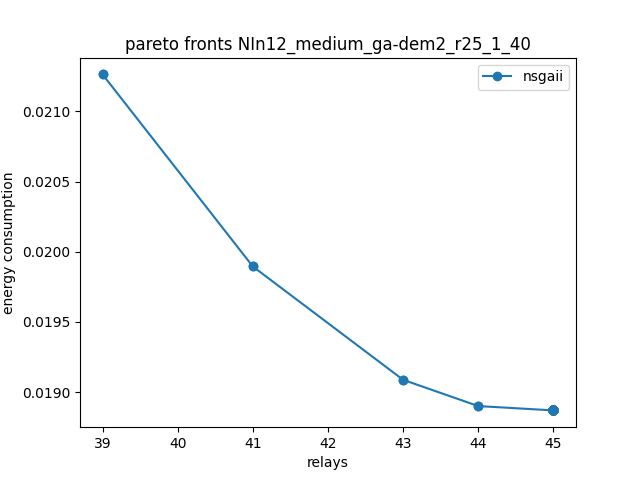 pareto fronts NIn12_medium_ga-dem2_r25_1_40
nsgaii
energy consumption
0.0210
0.0205
0.0200
0.0195
0.0190
39 40 41 42 43 44 45
relays